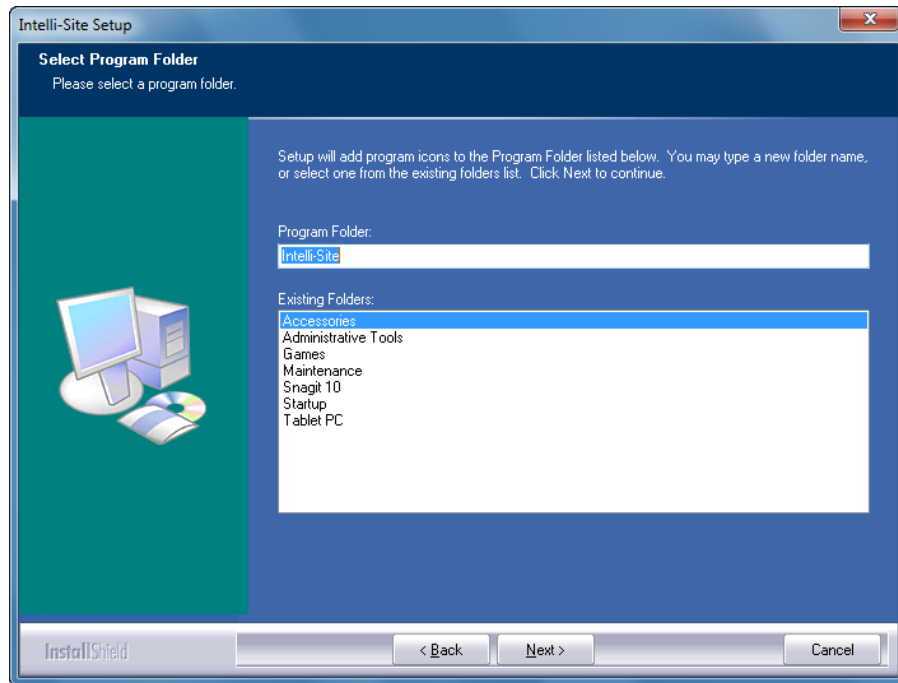 Intelli-Site Setup
Select Program Folder
Please select a program folder.
Setup will add program icons to the Program Folder listed below.  You may type a new folder name,
or select one from the existing folders list.  Click Next to continue.
Program Folder:
Intelli-Site
Existing Folders:
Accessories
Administrative Tools
Games
Maintenance
Snagit 10
Startup
Tablet PC
InstallShield
< Back
Next >
Cancel